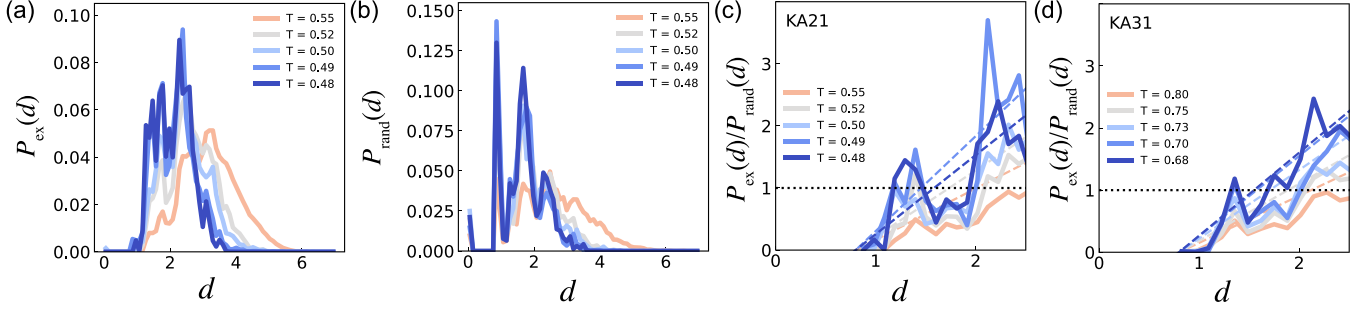 (a)
0.10
0.08
0.06
0.04
0.02
0.00
P_ex(d)
0 2 4 6
d
T = 0.55
T = 0.52
T = 0.50
T = 0.49
T = 0.48
(b)
0.150
0.125
0.100
0.075
0.050
0.025
0.000
P_rand(d)
0 2 4 6
d
T = 0.55
T = 0.52
T = 0.50
T = 0.49
T = 0.48
(c)
KA21
4
3
2
1
0
P_ex(d)/P_rand(d)
0 1 2
d
T = 0.55
T = 0.52
T = 0.50
T = 0.49
T = 0.48
(d)
KA31
4
3
2
1
0
P_ex(d)/P_rand(d)
0 1 2
d
T = 0.80
T = 0.75
T = 0.73
T = 0.70
T = 0.68